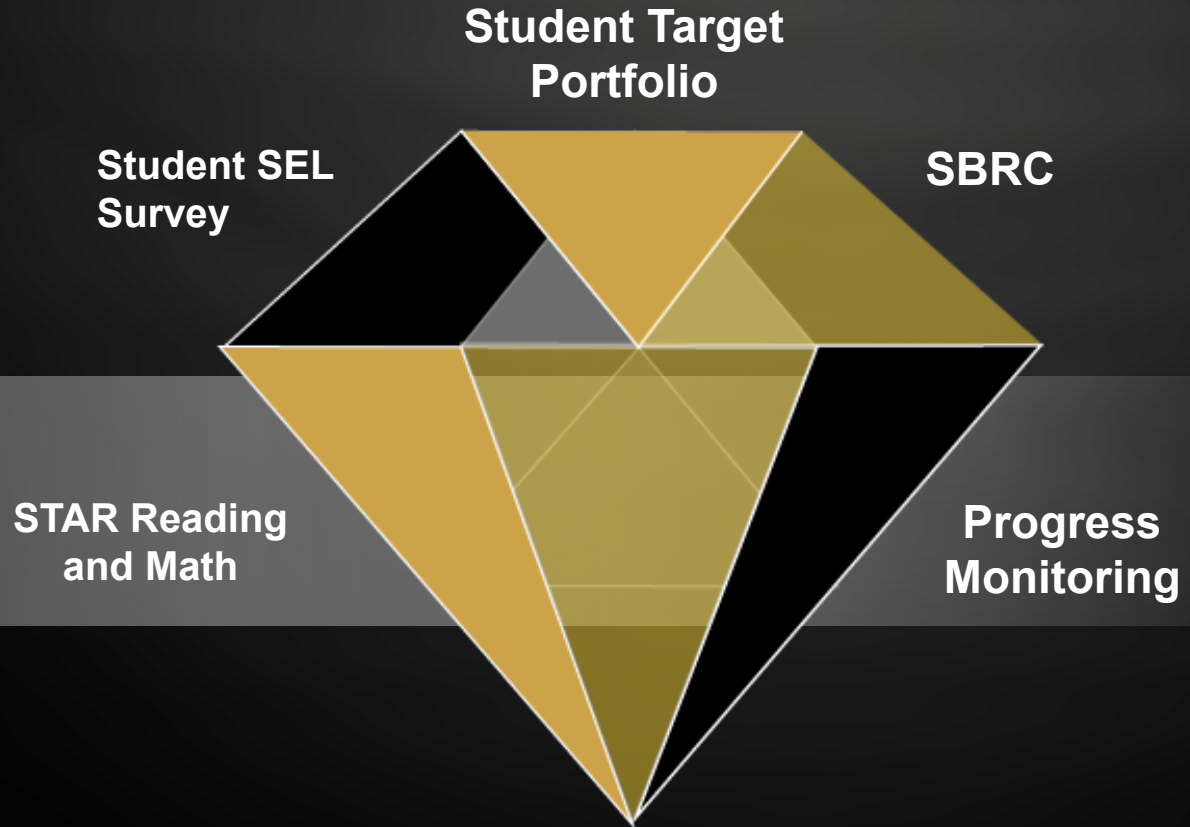 Student Target
Portfolio
Student SEL
Survey
SBRC
STAR Reading
and Math
Progress
Monitoring